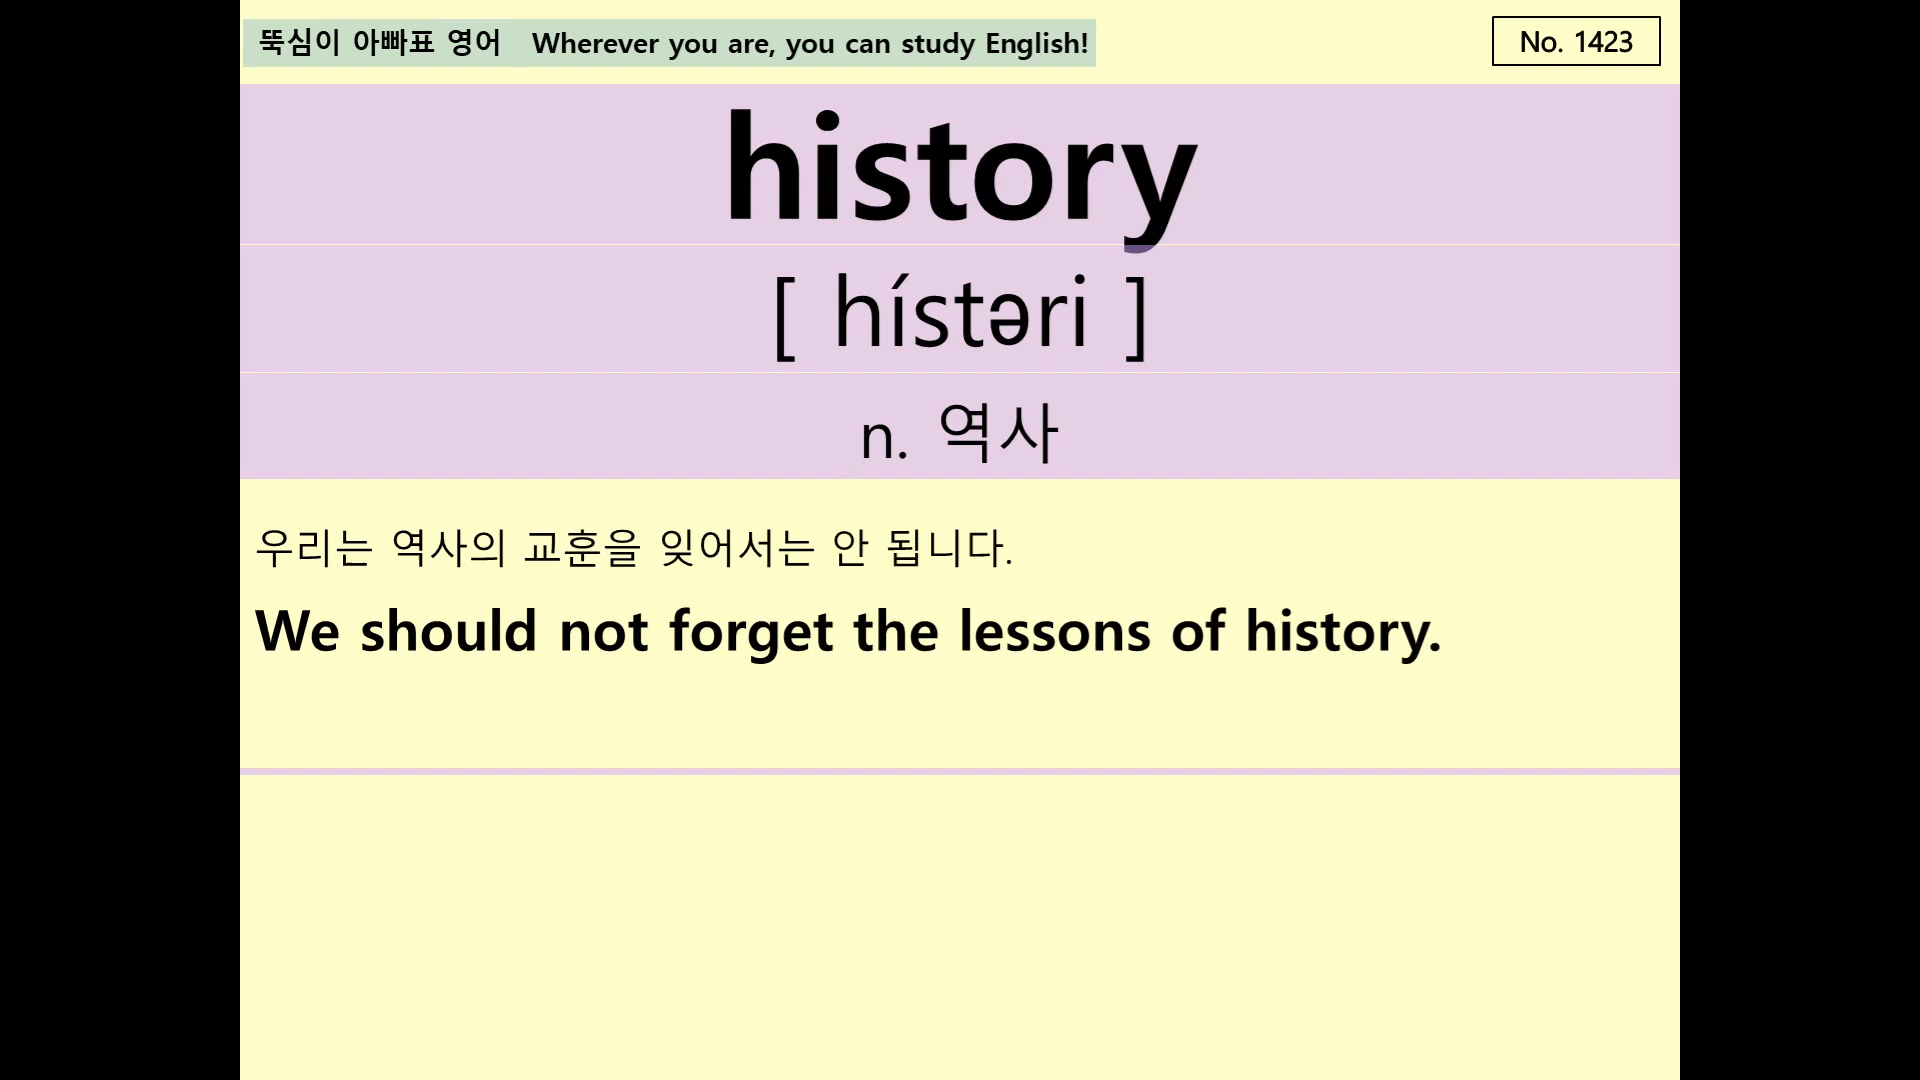 뚝심이 아빠표 영어 Wherever you are, you can study English!
No. 1423
history
[ hístəri ]
n. 역사
우리는 역사의 교훈을 잊어서는 안 됩니다.
We should not forget the lessons of history.